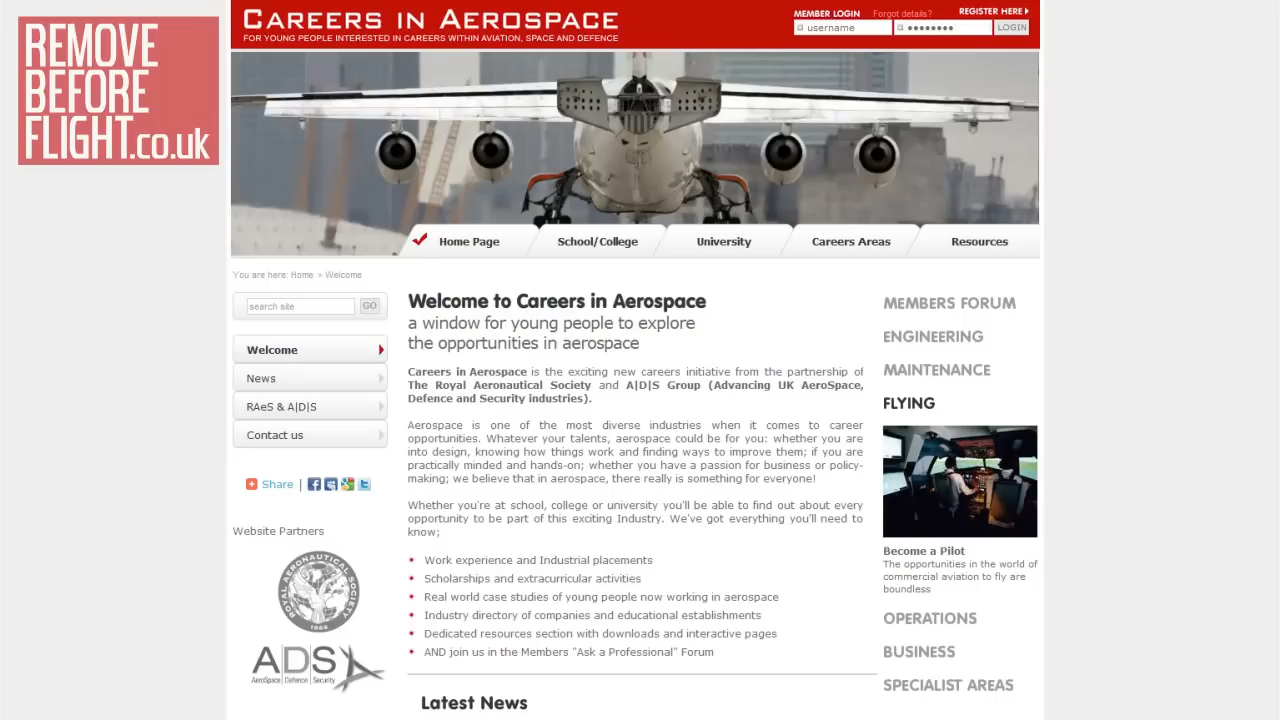 REMOVE
BEFORE
FLIGHT.co.uk
CAREERS IN AEROSPACE
FOR YOUNG PEOPLE INTERESTED IN CAREERS WITHIN AVIATION, SPACE AND DEFENCE
MEMBER LOGIN
Forgot details?
REGISTER HERE
username
••••••••
LOGIN
Home Page
School/College
University
Careers Areas
Resources
You are here: Home > Welcome
search site
GO
Welcome
News
RAeS & A|D|S
Contact us
Share |
Website Partners
ROYAL AERONAUTICAL SOCIETY
1866
ADS
AeroSpace | Defence | Security
Welcome to Careers in Aerospace
a window for young people to explore
the opportunities in aerospace
Careers in Aerospace is the exciting new careers initiative from the partnership of
The Royal Aeronautical Society and A|D|S Group (Advancing UK AeroSpace,
Defence and Security industries).
Aerospace is one of the most diverse industries when it comes to career
opportunities. Whatever your talents, aerospace could be for you: whether you are
into design, knowing how things work and finding ways to improve them; if you are
practically minded and hands-on; whether you have a passion for business or policy-
making; we believe that in aerospace, there really is something for everyone!
Whether you're at school, college or university you'll be able to find out about every
opportunity to be part of this exciting Industry. We've got everything you'll need to
know;
• Work experience and Industrial placements
• Scholarships and extracurricular activities
• Real world case studies of young people now working in aerospace
• Industry directory of companies and educational establishments
• Dedicated resources section with downloads and interactive pages
• AND join us in the Members "Ask a Professional" Forum
Latest News
MEMBERS FORUM
ENGINEERING
MAINTENANCE
FLYING
Become a Pilot
The opportunities in the world of
commercial aviation to fly are
boundless
OPERATIONS
BUSINESS
SPECIALIST AREAS